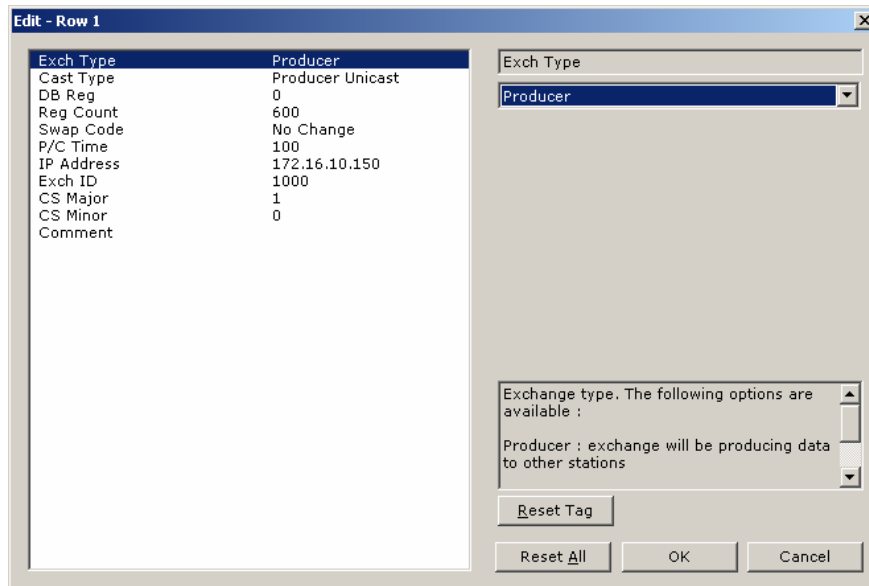 Edit - Row 1
Exch Type Producer
Cast Type Producer Unicast
DB Reg 0
Reg Count 600
Swap Code No Change
P/C Time 100
IP Address 172.16.10.150
Exch ID 1000
CS Major 1
CS Minor 0
Comment
Exch Type
Producer
Exchange type. The following options are
available :
Producer : exchange will be producing data
to other stations
Reset Tag
Reset All OK Cancel